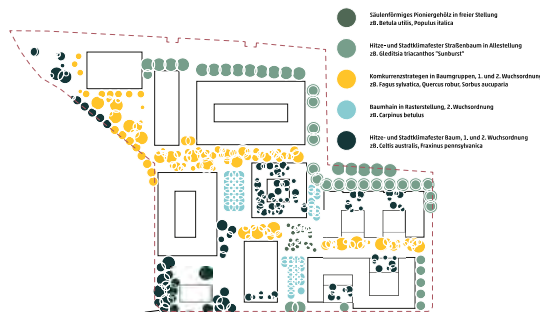 Säulenförmiges Pioniergehölz in freier Stellung
zB. Betula utilis, Populus italica
Hitze- und Stadtklimafester Straßenbaum in Alleestellung
zB. Gleditsia triacanthos "Sunburst"
Konkurrenzstrategen in Baumgruppen, 1. und 2. Wuchsordnung
zB. Fagus sylvatica, Quercus robur, Sorbus aucuparia
Baumhain in Rasterstellung, 2. Wuchsordnung
zB. Carpinus betulus
Hitze- und Stadtklimafester Baum, 1. und 2. Wuchsordnung
zB. Celtis australis, Fraxinus pennsylvanica